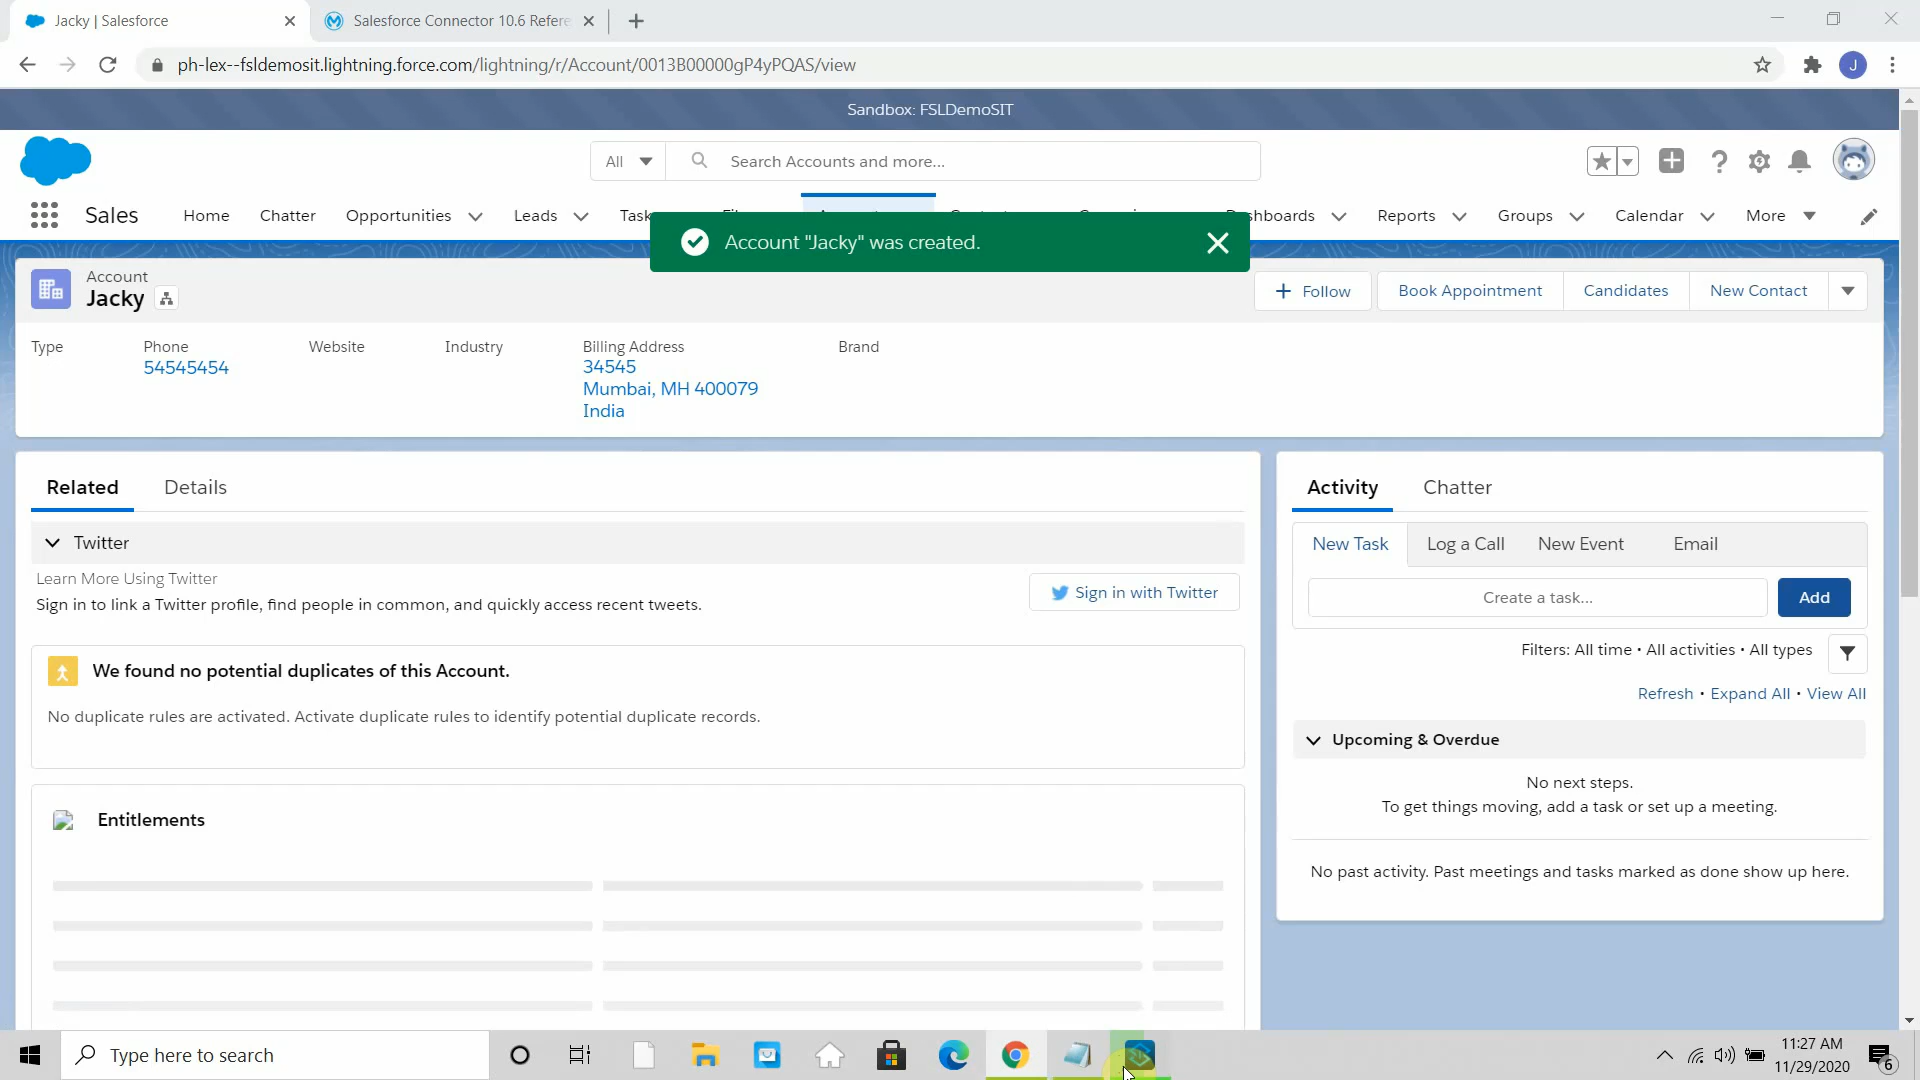 Jacky | Salesforce
Salesforce Connector 10.6 Refere
ph-lex--fsldemosit.lightning.force.com/lightning/r/Account/0013B00000gP4yPQAS/view
J
Sandbox: FSLDemoSIT
All
Search Accounts and more...
Sales
Home
Chatter
Opportunities
Leads
Task
Dashboards
Reports
Groups
Calendar
More
Account "Jacky" was created.
Account
Jacky
Follow
Book Appointment
Candidates
New Contact
Type
Phone
Website
Industry
Billing Address
Brand
54545454
34545
Mumbai, MH 400079
India
Related
Details
Twitter
Learn More Using Twitter
Sign in to link a Twitter profile, find people in common, and quickly access recent tweets.
Sign in with Twitter
We found no potential duplicates of this Account.
No duplicate rules are activated. Activate duplicate rules to identify potential duplicate records.
Entitlements
Activity
Chatter
New Task
Log a Call
New Event
Email
Create a task...
Add
Filters: All time • All activities • All types
Refresh • Expand All • View All
Upcoming & Overdue
No next steps.
To get things moving, add a task or set up a meeting.
No past activity. Past meetings and tasks marked as done show up here.
Type here to search
11:27 AM
11/29/2020
6